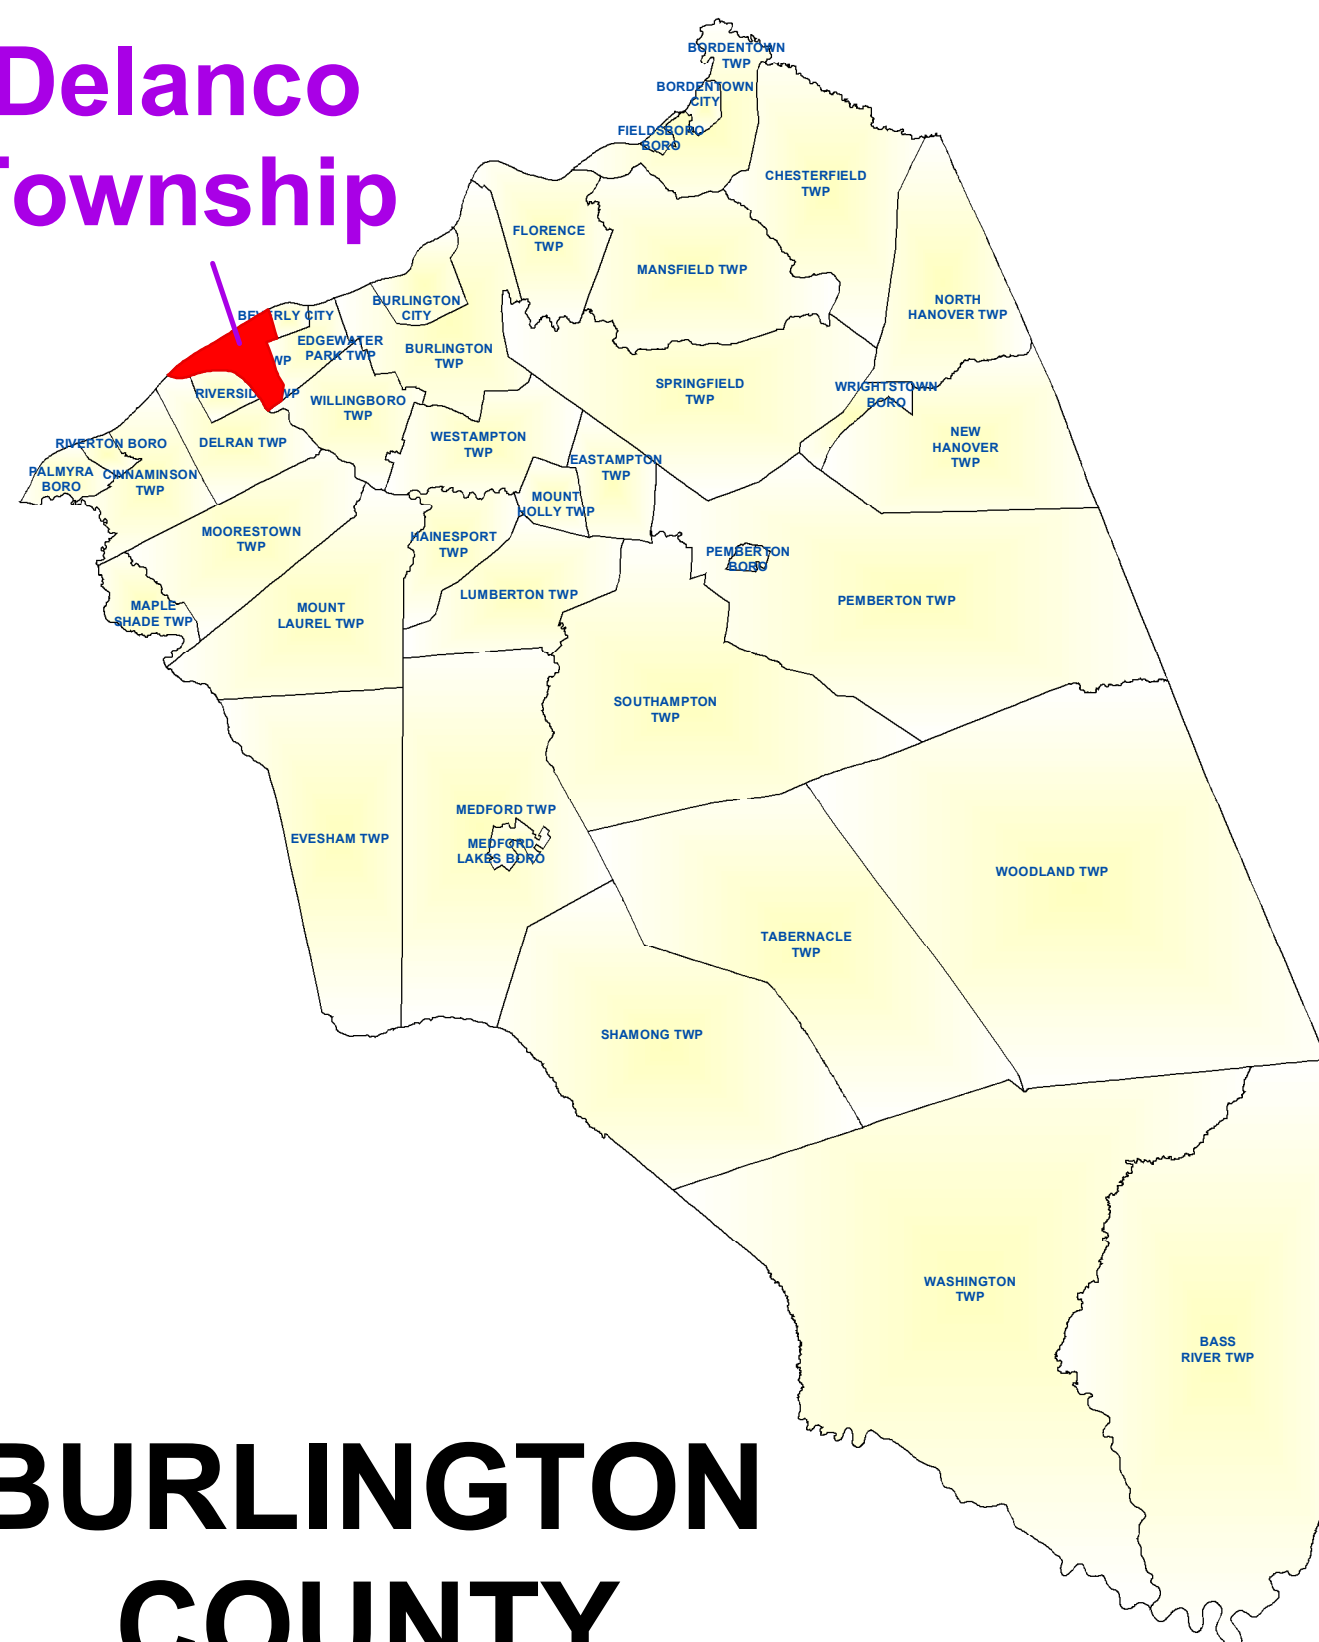 Delanco
Township
BORDENTOWN
TWP
BORDENTOWN
CITY
FIELDSBORO
BORO
CHESTERFIELD
TWP
FLORENCE
TWP
MANSFIELD TWP
NORTH
HANOVER TWP
BURLINGTON
CITY
BEVERLY CITY
EDGEWATER
PARK TWP
BURLINGTON
TWP
WP
SPRINGFIELD
TWP
WRIGHTSTOWN
BORO
RIVERSIDE TWP
WILLINGBORO
TWP
NEW
HANOVER
TWP
RIVERTON BORO
DELRAN TWP
WESTAMPTON
TWP
EASTAMPTON
TWP
PALMYRA
BORO
CINNAMINSON
TWP
MOUNT
HOLLY TWP
MOORESTOWN
TWP
HAINESPORT
TWP
PEMBERTON
BORO
LUMBERTON TWP
PEMBERTON TWP
MAPLE
SHADE TWP
MOUNT
LAUREL TWP
SOUTHAMPTON
TWP
MEDFORD TWP
EVESHAM TWP
MEDFORD
LAKES BORO
WOODLAND TWP
TABERNACLE
TWP
SHAMONG TWP
WASHINGTON
TWP
BASS
RIVER TWP
BURLINGTON
COUNTY